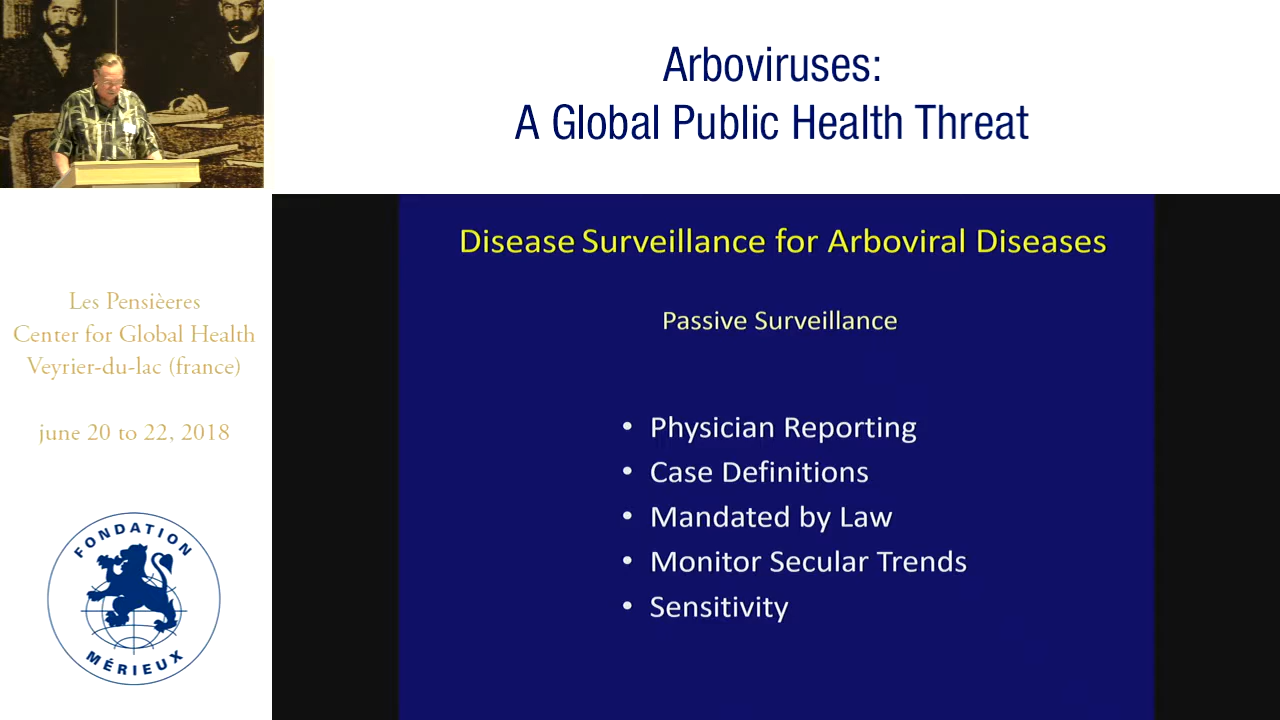 Arboviruses:
A Global Public Health Threat
Les Pensièeres
Center for Global Health
Veyrier-du-lac (france)
june 20 to 22, 2018
FONDATION
MÉRIEUX
Disease Surveillance for Arboviral Diseases
Passive Surveillance
• Physician Reporting
• Case Definitions
• Mandated by Law
• Monitor Secular Trends
• Sensitivity